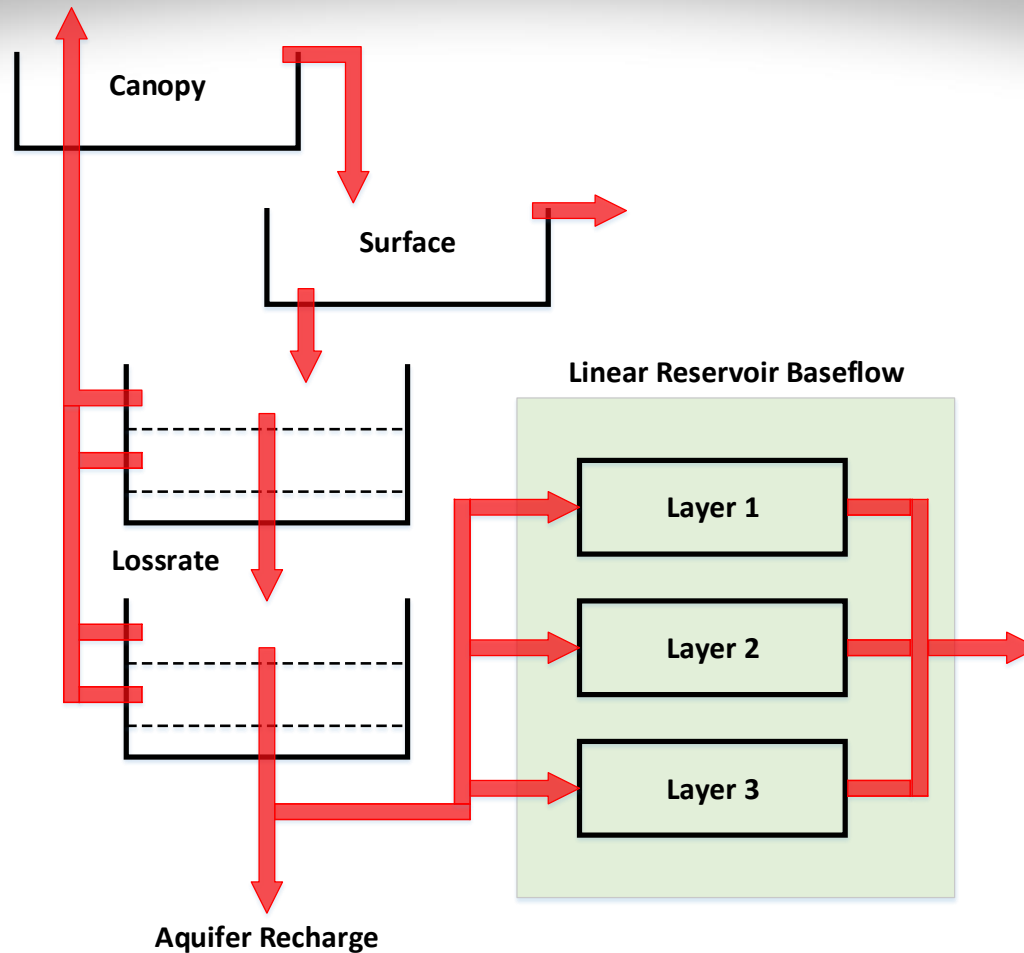 Canopy
Surface
Linear Reservoir Baseflow
Layer 1
Lossrate
Layer 2
Layer 3
Aquifer Recharge